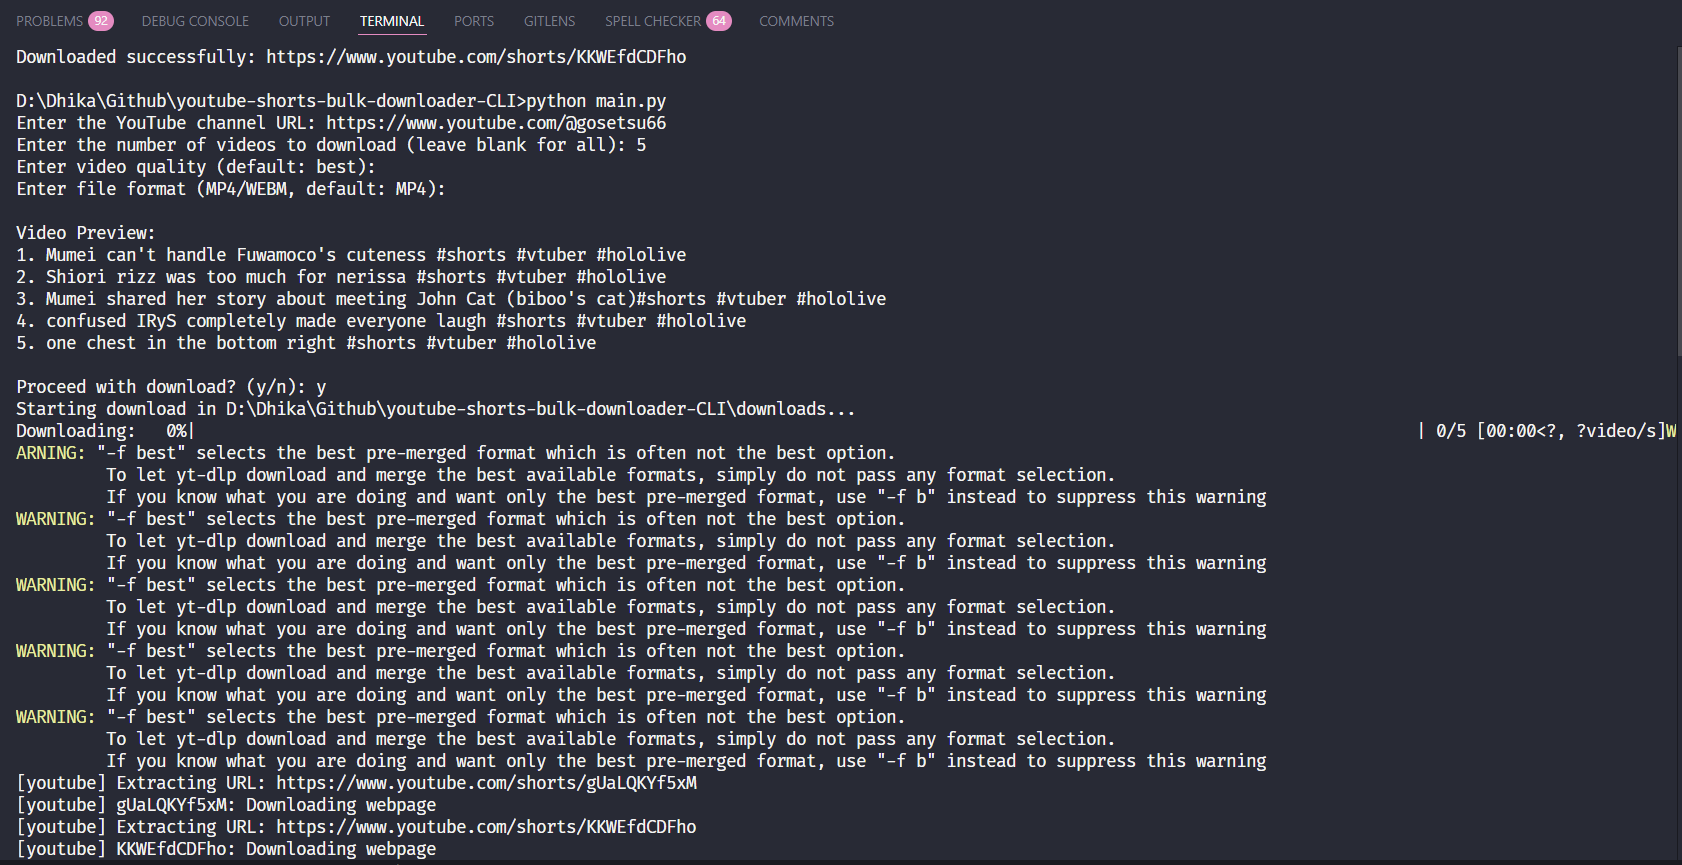 PROBLEMS 92 DEBUG CONSOLE OUTPUT TERMINAL PORTS GITLENS SPELL CHECKER 64 COMMENTS
Downloaded successfully: https://www.youtube.com/shorts/KKWEfdCDFho
D:\Dhika\Github\youtube-shorts-bulk-downloader-CLI>python main.py
Enter the YouTube channel URL: https://www.youtube.com/@gosetsu66
Enter the number of videos to download (leave blank for all): 5
Enter video quality (default: best):
Enter file format (MP4/WEBM, default: MP4):
Video Preview:
1. Mumei can't handle Fuwamoco's cuteness #shorts #vtuber #hololive
2. Shiori rizz was too much for nerissa #shorts #vtuber #hololive
3. Mumei shared her story about meeting John Cat (biboo's cat)#shorts #vtuber #hololive
4. confused IRyS completely made everyone laugh #shorts #vtuber #hololive
5. one chest in the bottom right #shorts #vtuber #hololive
Proceed with download? (y/n): y
Starting download in D:\Dhika\Github\youtube-shorts-bulk-downloader-CLI\downloads...
Downloading:   0%|          | 0/5 [00:00<?, ?video/s]W
ARNING: "-f best" selects the best pre-merged format which is often not the best option.
To let yt-dlp download and merge the best available formats, simply do not pass any format selection.
If you know what you are doing and want only the best pre-merged format, use "-f b" instead to suppress this warning
WARNING: "-f best" selects the best pre-merged format which is often not the best option.
To let yt-dlp download and merge the best available formats, simply do not pass any format selection.
If you know what you are doing and want only the best pre-merged format, use "-f b" instead to suppress this warning
WARNING: "-f best" selects the best pre-merged format which is often not the best option.
To let yt-dlp download and merge the best available formats, simply do not pass any format selection.
If you know what you are doing and want only the best pre-merged format, use "-f b" instead to suppress this warning
WARNING: "-f best" selects the best pre-merged format which is often not the best option.
To let yt-dlp download and merge the best available formats, simply do not pass any format selection.
If you know what you are doing and want only the best pre-merged format, use "-f b" instead to suppress this warning
WARNING: "-f best" selects the best pre-merged format which is often not the best option.
To let yt-dlp download and merge the best available formats, simply do not pass any format selection.
If you know what you are doing and want only the best pre-merged format, use "-f b" instead to suppress this warning
[youtube] Extracting URL: https://www.youtube.com/shorts/gUaLQKYf5xM
[youtube] gUaLQKYf5xM: Downloading webpage
[youtube] Extracting URL: https://www.youtube.com/shorts/KKWEfdCDFho
[youtube] KKWEfdCDFho: Downloading webpage